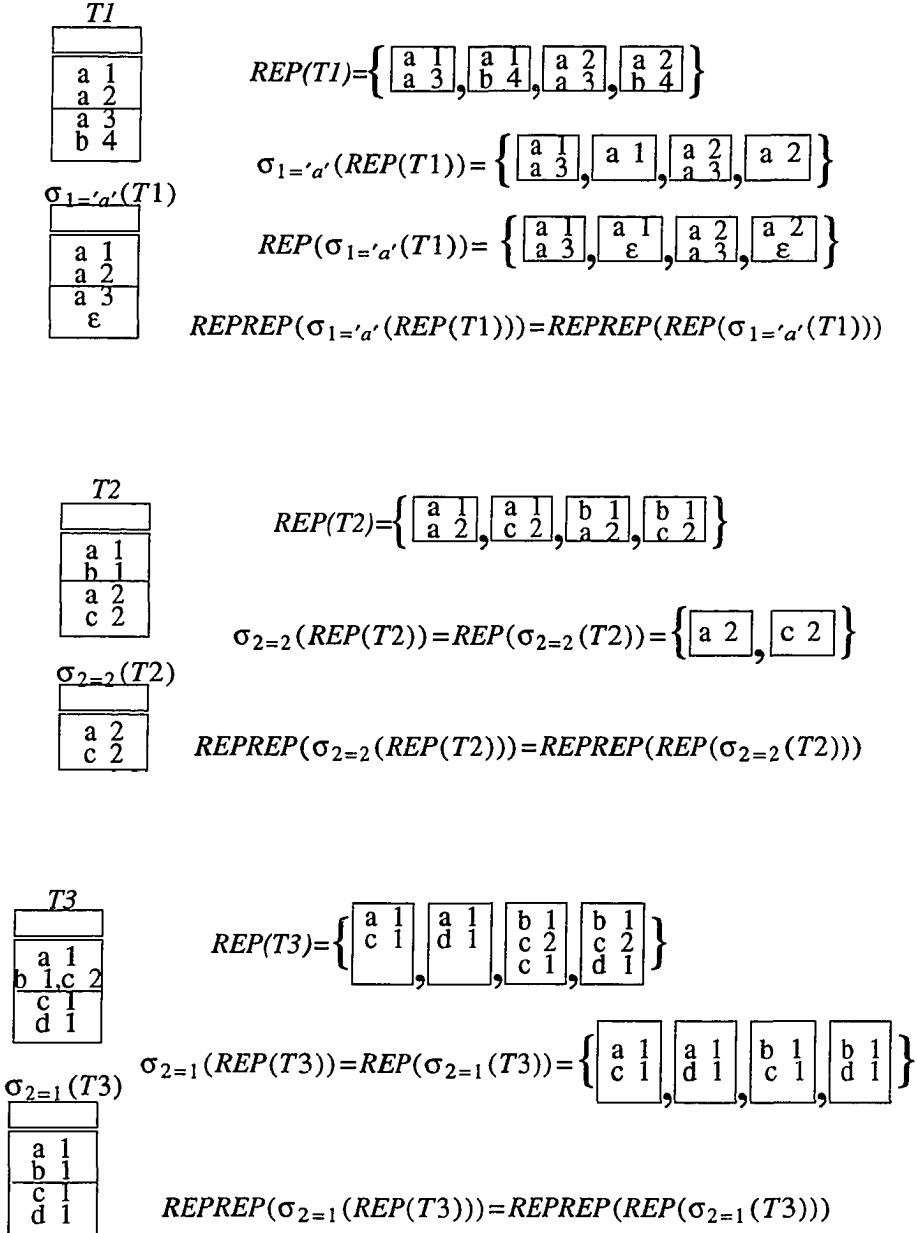 T1
a 1
a 2
a 3
b 4
REP(T1)={ a 1 a 3 , a 1 b 4 , a 2 a 3 , a 2 b 4 }
σ1='a'(REP(T1))= { a 1 a 3 , a 1 , a 2 a 3 , a 2 }
σ1='a'(T1)
a 1
a 2
a 3
ε
REP(σ1='a'(T1))= { a 1 a 3 , a 1 ε , a 2 a 3 , a 2 ε }
REPREP(σ1='a'(REP(T1)))=REPREP(REP(σ1='a'(T1)))
T2
a 1
b 1
a 2
c 2
REP(T2)={ a 1 a 2 , a 1 c 2 , b 1 a 2 , b 1 c 2 }
σ2=2(REP(T2))=REP(σ2=2(T2))={ a 2 , c 2 }
σ2=2(T2)
a 2
c 2
REPREP(σ2=2(REP(T2)))=REPREP(REP(σ2=2(T2)))
T3
a 1
b 1,c 2
c 1
d 1
REP(T3)={ a 1 c 1 , a 1 d 1 , b 1 c 2 c 1 , b 1 c 2 d 1 }
σ2=1(REP(T3))=REP(σ2=1(T3))={ a 1 c 1 , a 1 d 1 , b 1 c 1 , b 1 d 1 }
σ2=1(T3)
a 1
b 1
c 1
d 1
REPREP(σ2=1(REP(T3)))=REPREP(REP(σ2=1(T3)))